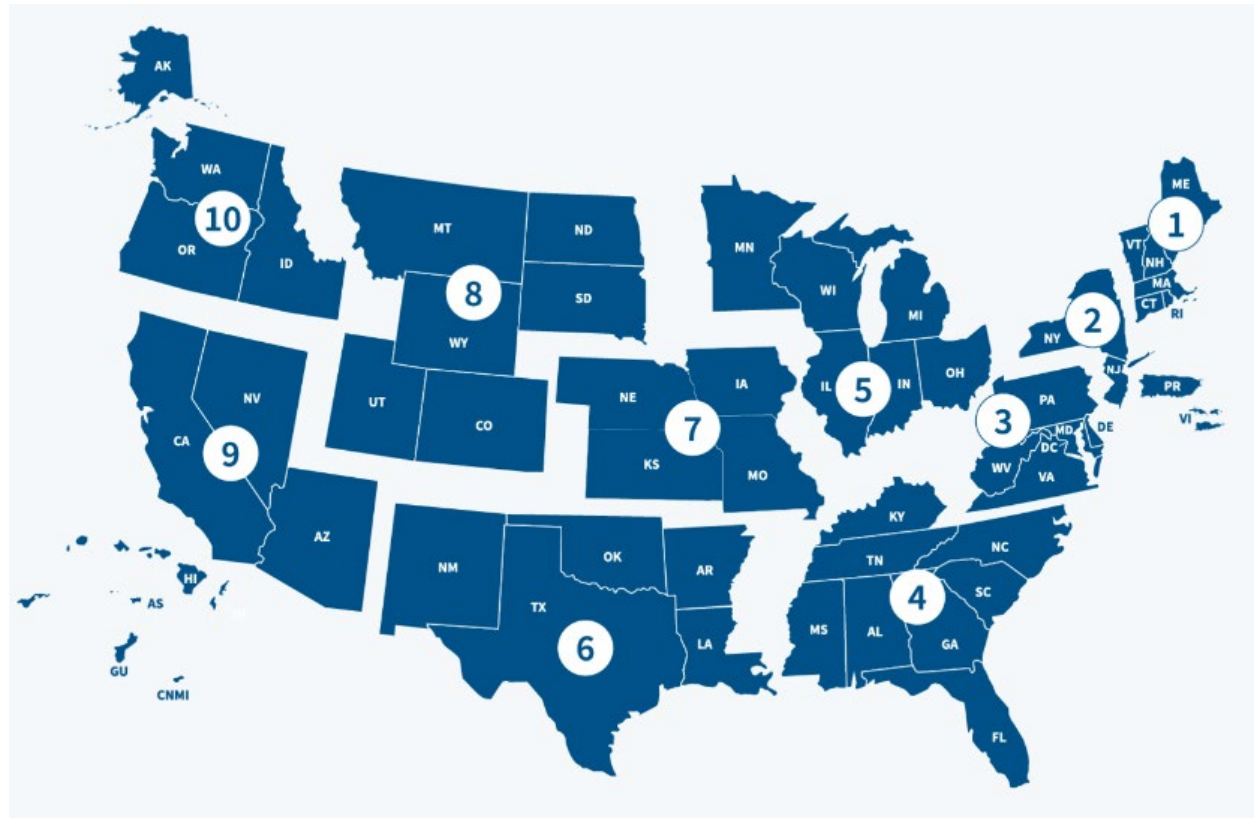 AK
WA
10
OR
ID
MT
ND
8
SD
WY
UT
CO
MN
WI
MI
IL
5
IN
OH
ME
1
VT
NH
MA
CT
RI
2
NY
NJ
PR
VI
PA
3
MD
DE
DC
WV
VA
NE
IA
7
KS
MO
NV
CA
9
AZ
HI
AS
GU
CNMI
NM
OK
AR
TX
LA
6
KY
TN
NC
4
SC
MS
AL
GA
FL